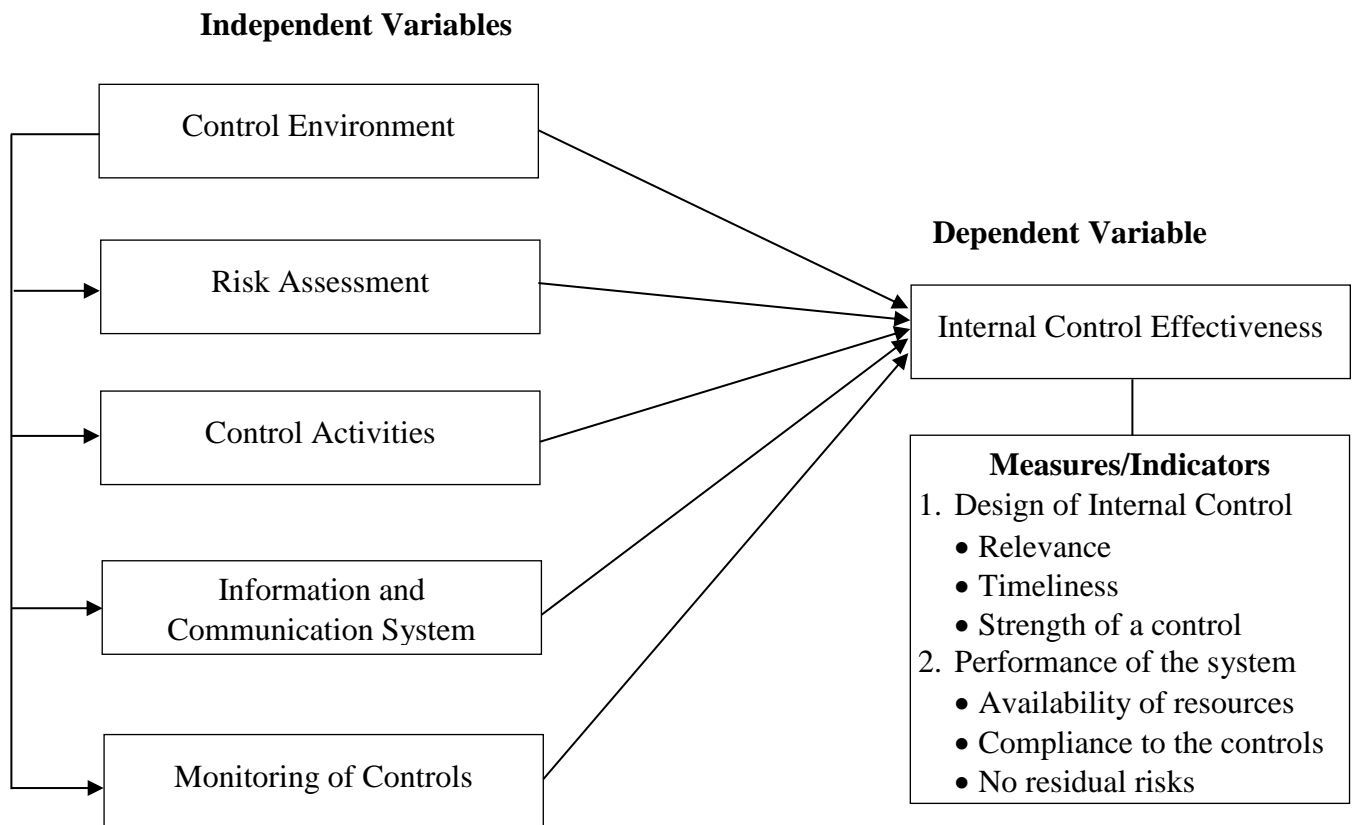 Independent Variables
Control Environment
Risk Assessment
Control Activities
Information and
Communication System
Monitoring of Controls
Dependent Variable
Internal Control Effectiveness
Measures/Indicators
1. Design of Internal Control
• Relevance
• Timeliness
• Strength of a control
2. Performance of the system
• Availability of resources
• Compliance to the controls
• No residual risks